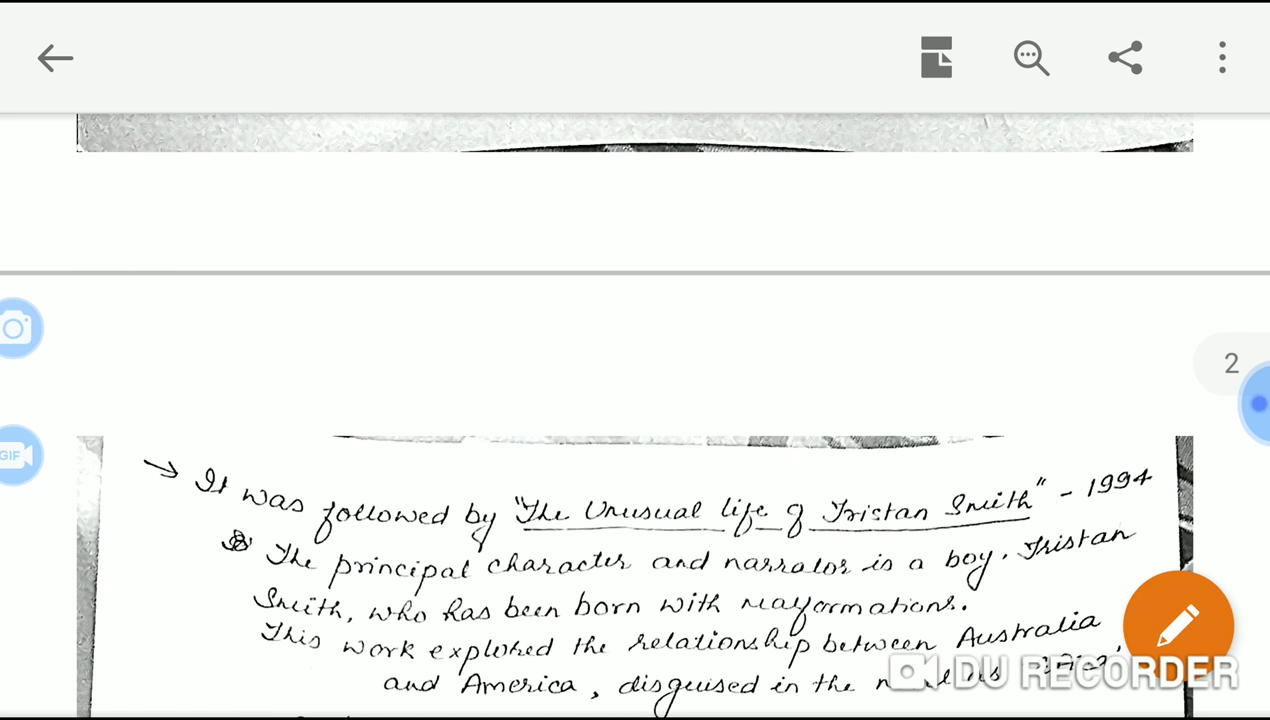 2
GIF
→ It was followed by "The Unusual life of Tristan Smith" - 1994
The principal character and narrator is a boy. Tristan
Smith, who has been born with mayormations.
This work explored the relationship between Australia
and America, disguised in the
DU RECORDER